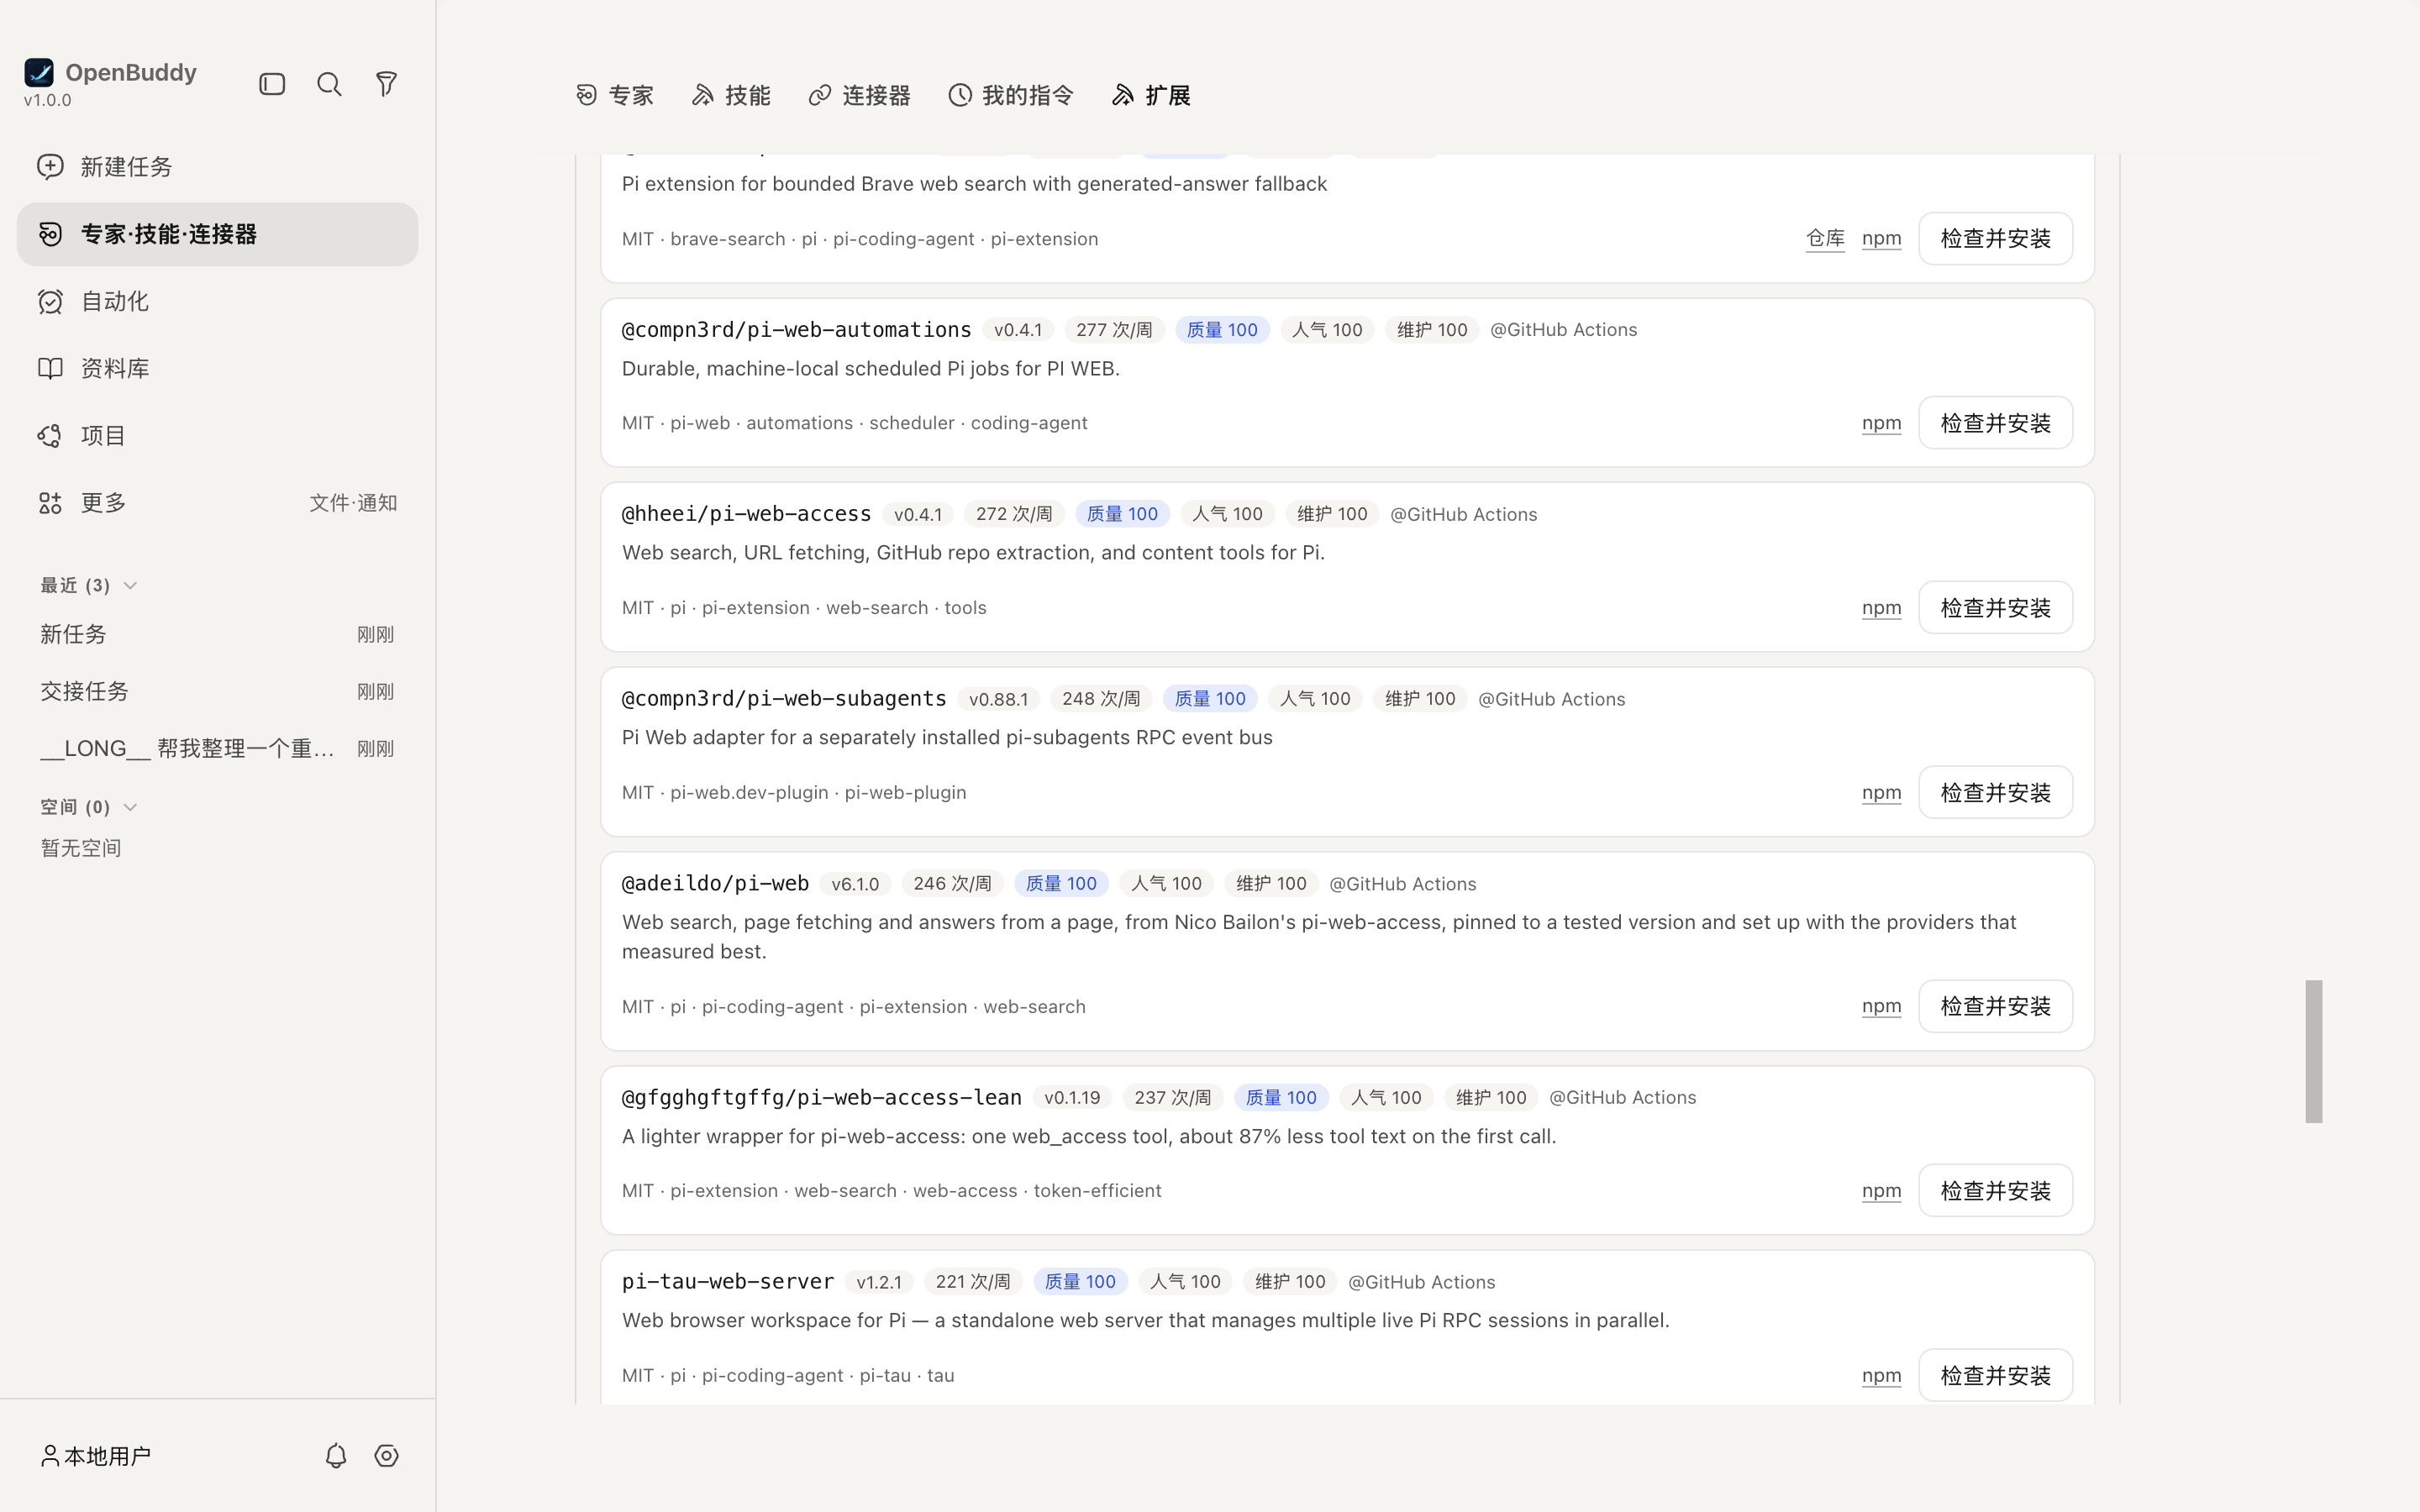 OpenBuddy
v1.0.0
新建任务
专家·技能·连接器
自动化
资料库
项目
更多 文件·通知
最近 (3)
新任务 刚刚
交接任务 刚刚
__LONG__ 帮我整理一个重… 刚刚
空间 (0)
暂无空间
本地用户
专家 技能 连接器 我的指令 扩展
Pi extension for bounded Brave web search with generated-answer fallback
MIT · brave-search · pi · pi-coding-agent · pi-extension 仓库 npm 检查并安装
@compn3rd/pi-web-automations v0.4.1 277 次/周 质量 100 人气 100 维护 100 @GitHub Actions
Durable, machine-local scheduled Pi jobs for PI WEB.
MIT · pi-web · automations · scheduler · coding-agent npm 检查并安装
@hheei/pi-web-access v0.4.1 272 次/周 质量 100 人气 100 维护 100 @GitHub Actions
Web search, URL fetching, GitHub repo extraction, and content tools for Pi.
MIT · pi · pi-extension · web-search · tools npm 检查并安装
@compn3rd/pi-web-subagents v0.88.1 248 次/周 质量 100 人气 100 维护 100 @GitHub Actions
Pi Web adapter for a separately installed pi-subagents RPC event bus
MIT · pi-web.dev-plugin · pi-web-plugin npm 检查并安装
@adeildo/pi-web v6.1.0 246 次/周 质量 100 人气 100 维护 100 @GitHub Actions
Web search, page fetching and answers from a page, from Nico Bailon's pi-web-access, pinned to a tested version and set up with the providers that
measured best.
MIT · pi · pi-coding-agent · pi-extension · web-search npm 检查并安装
@gfgghgftgffg/pi-web-access-lean v0.1.19 237 次/周 质量 100 人气 100 维护 100 @GitHub Actions
A lighter wrapper for pi-web-access: one web_access tool, about 87% less tool text on the first call.
MIT · pi-extension · web-search · web-access · token-efficient npm 检查并安装
pi-tau-web-server v1.2.1 221 次/周 质量 100 人气 100 维护 100 @GitHub Actions
Web browser workspace for Pi — a standalone web server that manages multiple live Pi RPC sessions in parallel.
MIT · pi · pi-coding-agent · pi-tau · tau npm 检查并安装